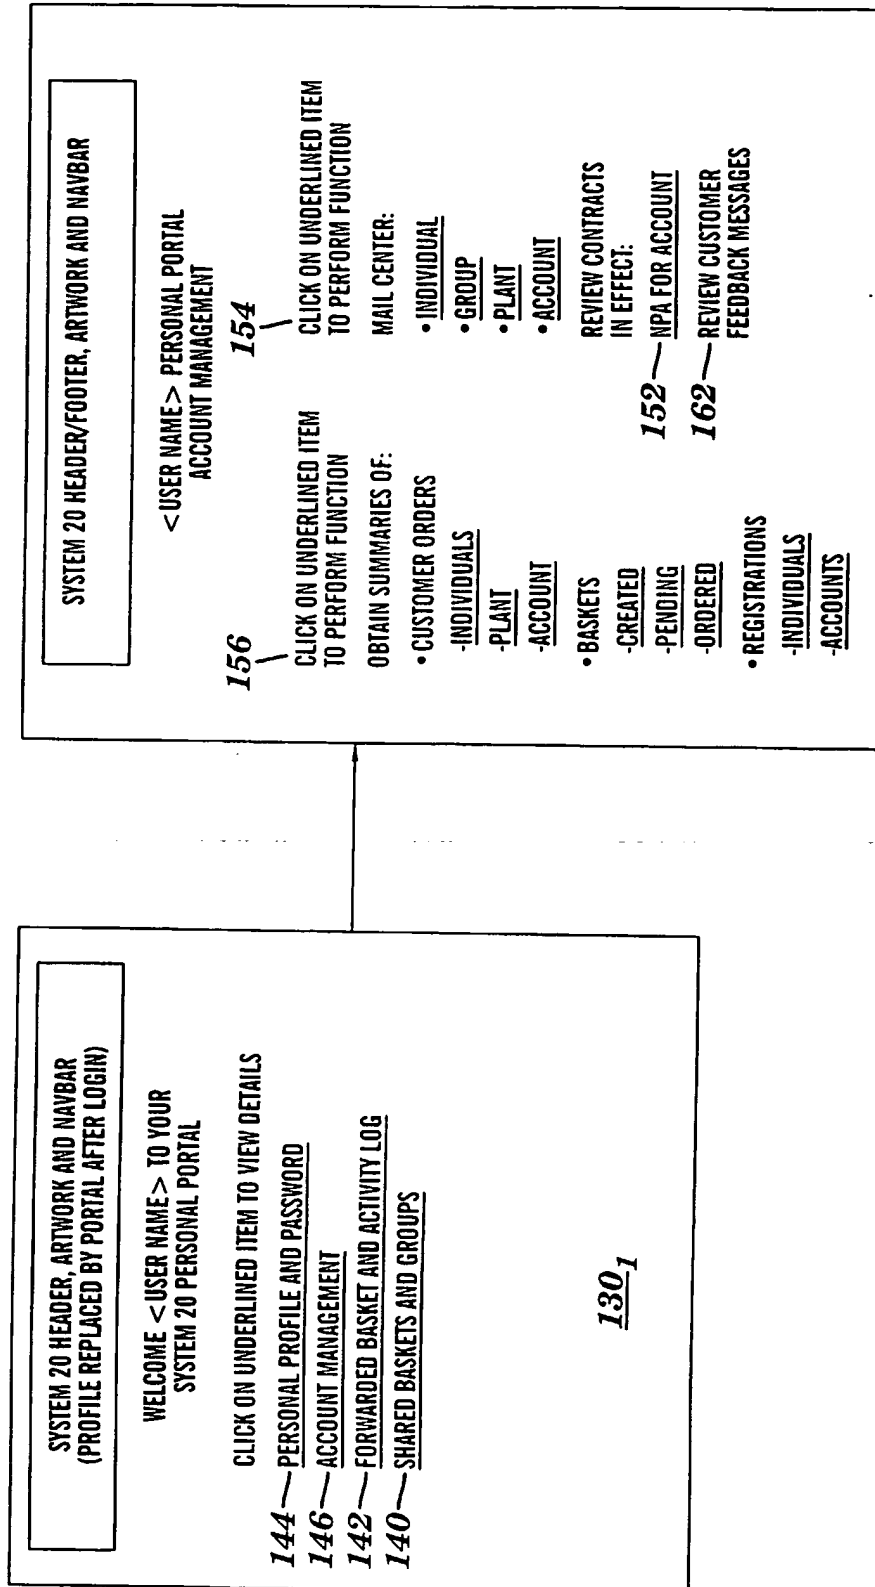 SYSTEM 20 HEADER, ARTWORK AND NAVBAR
(PROFILE REPLACED BY PORTAL AFTER LOGIN)
WELCOME <USER NAME> TO YOUR
SYSTEM 20 PERSONAL PORTAL
CLICK ON UNDERLINED ITEM TO VIEW DETAILS
144 PERSONAL PROFILE AND PASSWORD
146 ACCOUNT MANAGEMENT
142 FORWARDED BASKET AND ACTIVITY LOG
140 SHARED BASKETS AND GROUPS
130₁
SYSTEM 20 HEADER/FOOTER, ARTWORK AND NAVBAR
<USER NAME> PERSONAL PORTAL
ACCOUNT MANAGEMENT
156
CLICK ON UNDERLINED ITEM
TO PERFORM FUNCTION
OBTAIN SUMMARIES OF:
•CUSTOMER ORDERS
-INDIVIDUALS
-PLANT
-ACCOUNT
•BASKETS
-CREATED
-PENDING
-ORDERED
•REGISTRATIONS
-INDIVIDUALS
-ACCOUNTS
154
CLICK ON UNDERLINED ITEM
TO PERFORM FUNCTION
MAIL CENTER:
•INDIVIDUAL
•GROUP
•PLANT
•ACCOUNT
REVIEW CONTRACTS
IN EFFECT:
152 NPA FOR ACCOUNT
162 REVIEW CUSTOMER
FEEDBACK MESSAGES